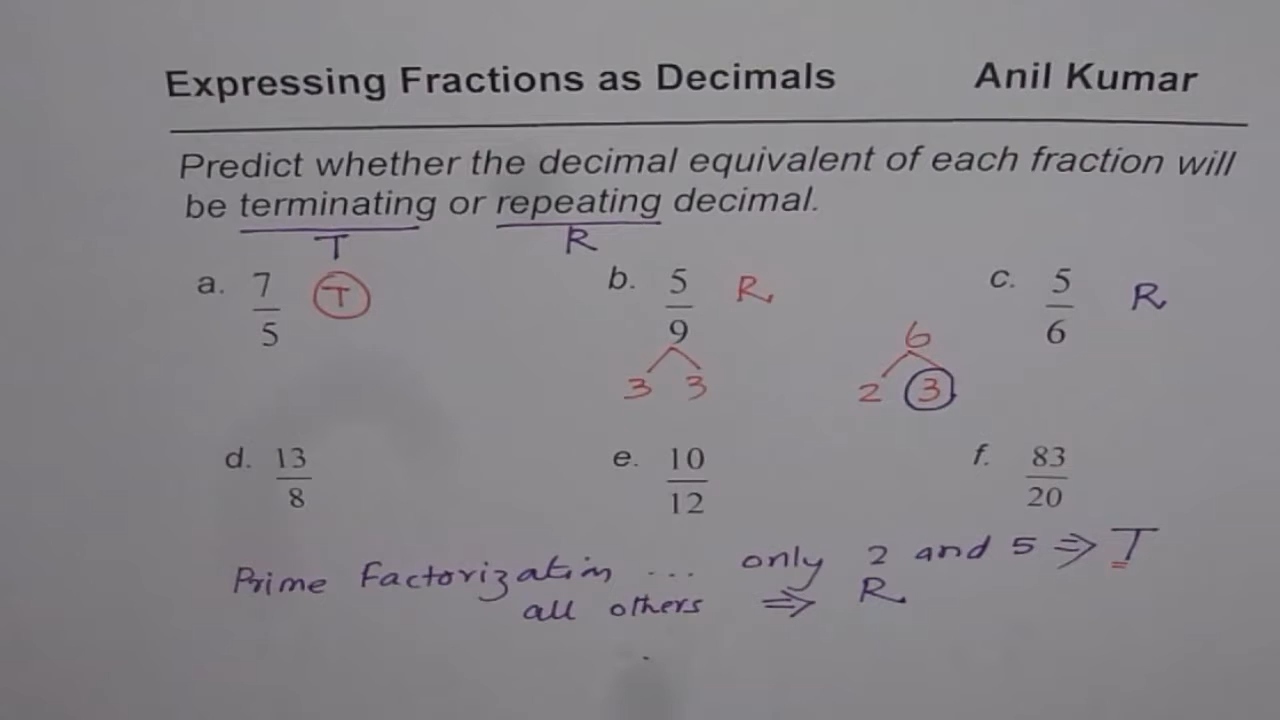 Expressing Fractions as Decimals Anil Kumar
Predict whether the decimal equivalent of each fraction will
be terminating or repeating decimal.
T R
a. 7/5 T b. 5/9 R c. 5/6 R
3 3 6
2 3
d. 13/8 e. 10/12 f. 83/20
Prime Factorization ... only 2 and 5 ⇒ T
all others ⇒ R